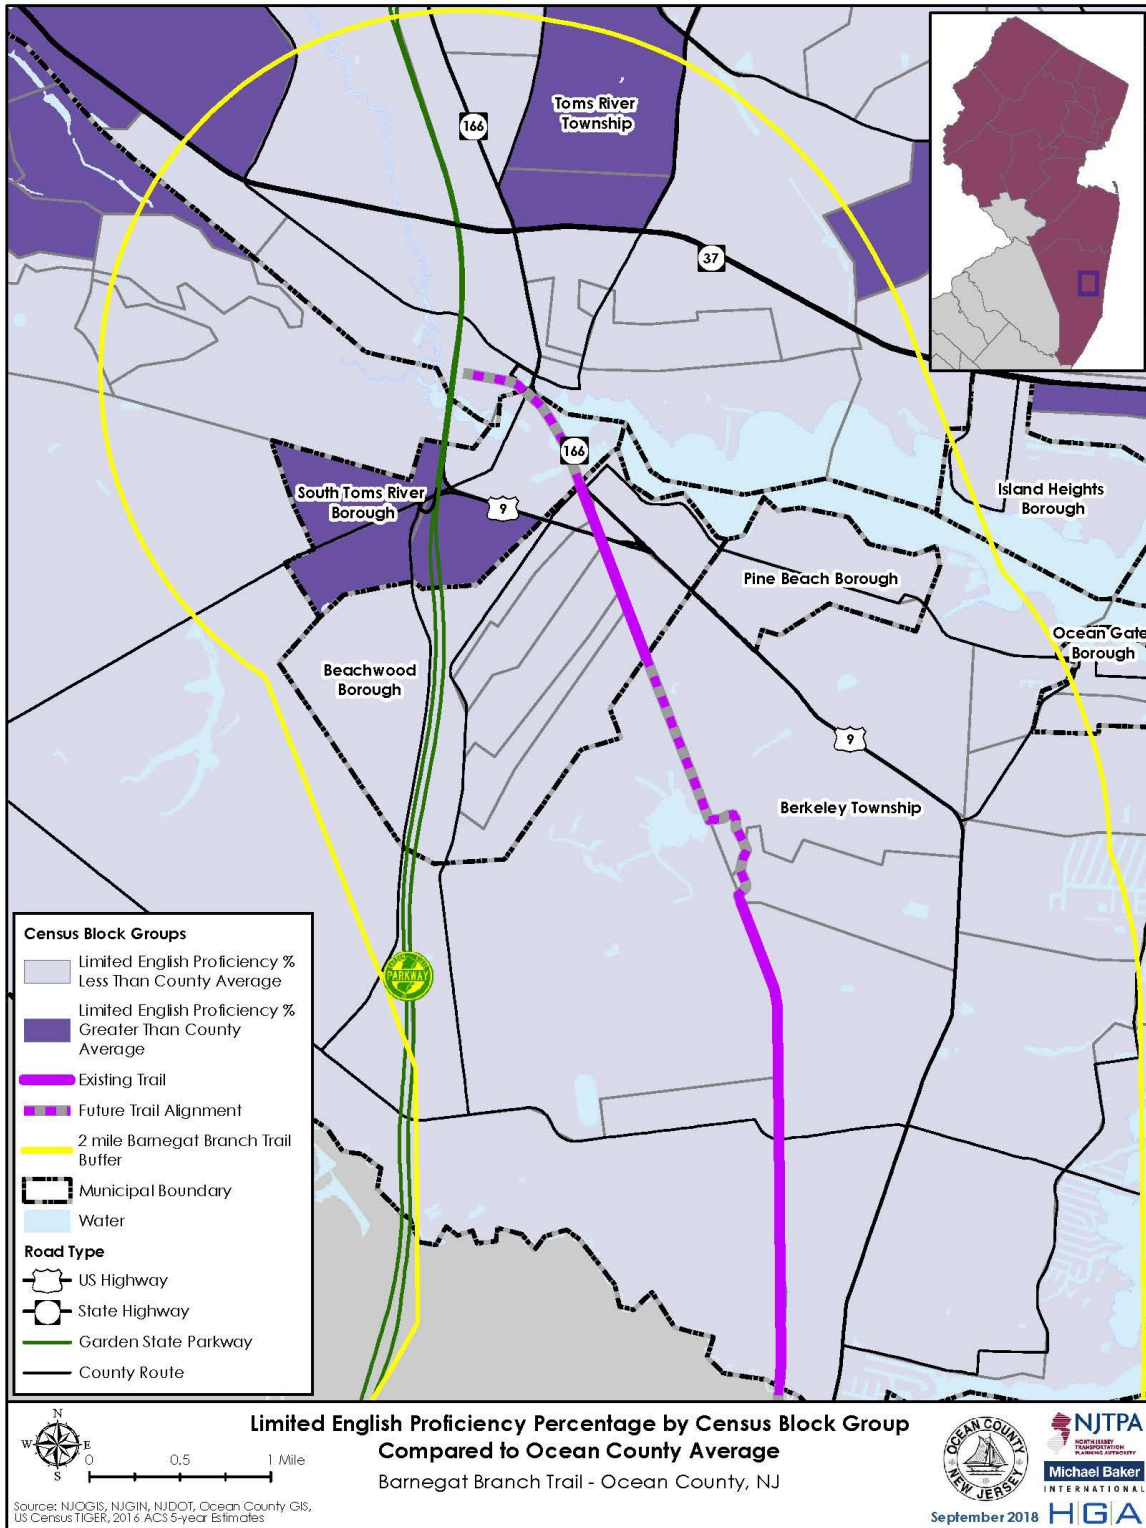 Toms River
Township
166
37
166
South Toms River
Borough
9
Island Heights
Borough
Pine Beach Borough
Ocean Gate
Borough
Beachwood
Borough
9
Berkeley Township
PARKWAY
Census Block Groups
Limited English Proficiency %
Less Than County Average
Limited English Proficiency %
Greater Than County
Average
Existing Trail
Future Trail Alignment
2 mile Barnegat Branch Trail
Buffer
Municipal Boundary
Water
Road Type
US Highway
State Highway
Garden State Parkway
County Route
N
W E
S
0 0.5 1 Mile
Source: NJOGIS, NJGIN, NJDOT, Ocean County GIS,
US Census TIGER, 2016 ACS 5-year Estimates
Limited English Proficiency Percentage by Census Block Group
Compared to Ocean County Average
Barnegat Branch Trail - Ocean County, NJ
OCEAN COUNTY
NEW JERSEY
September 2018
NJTPA
NORTH JERSEY
TRANSPORTATION
PLANNING AUTHORITY
Michael Baker
INTERNATIONAL
H|G|A